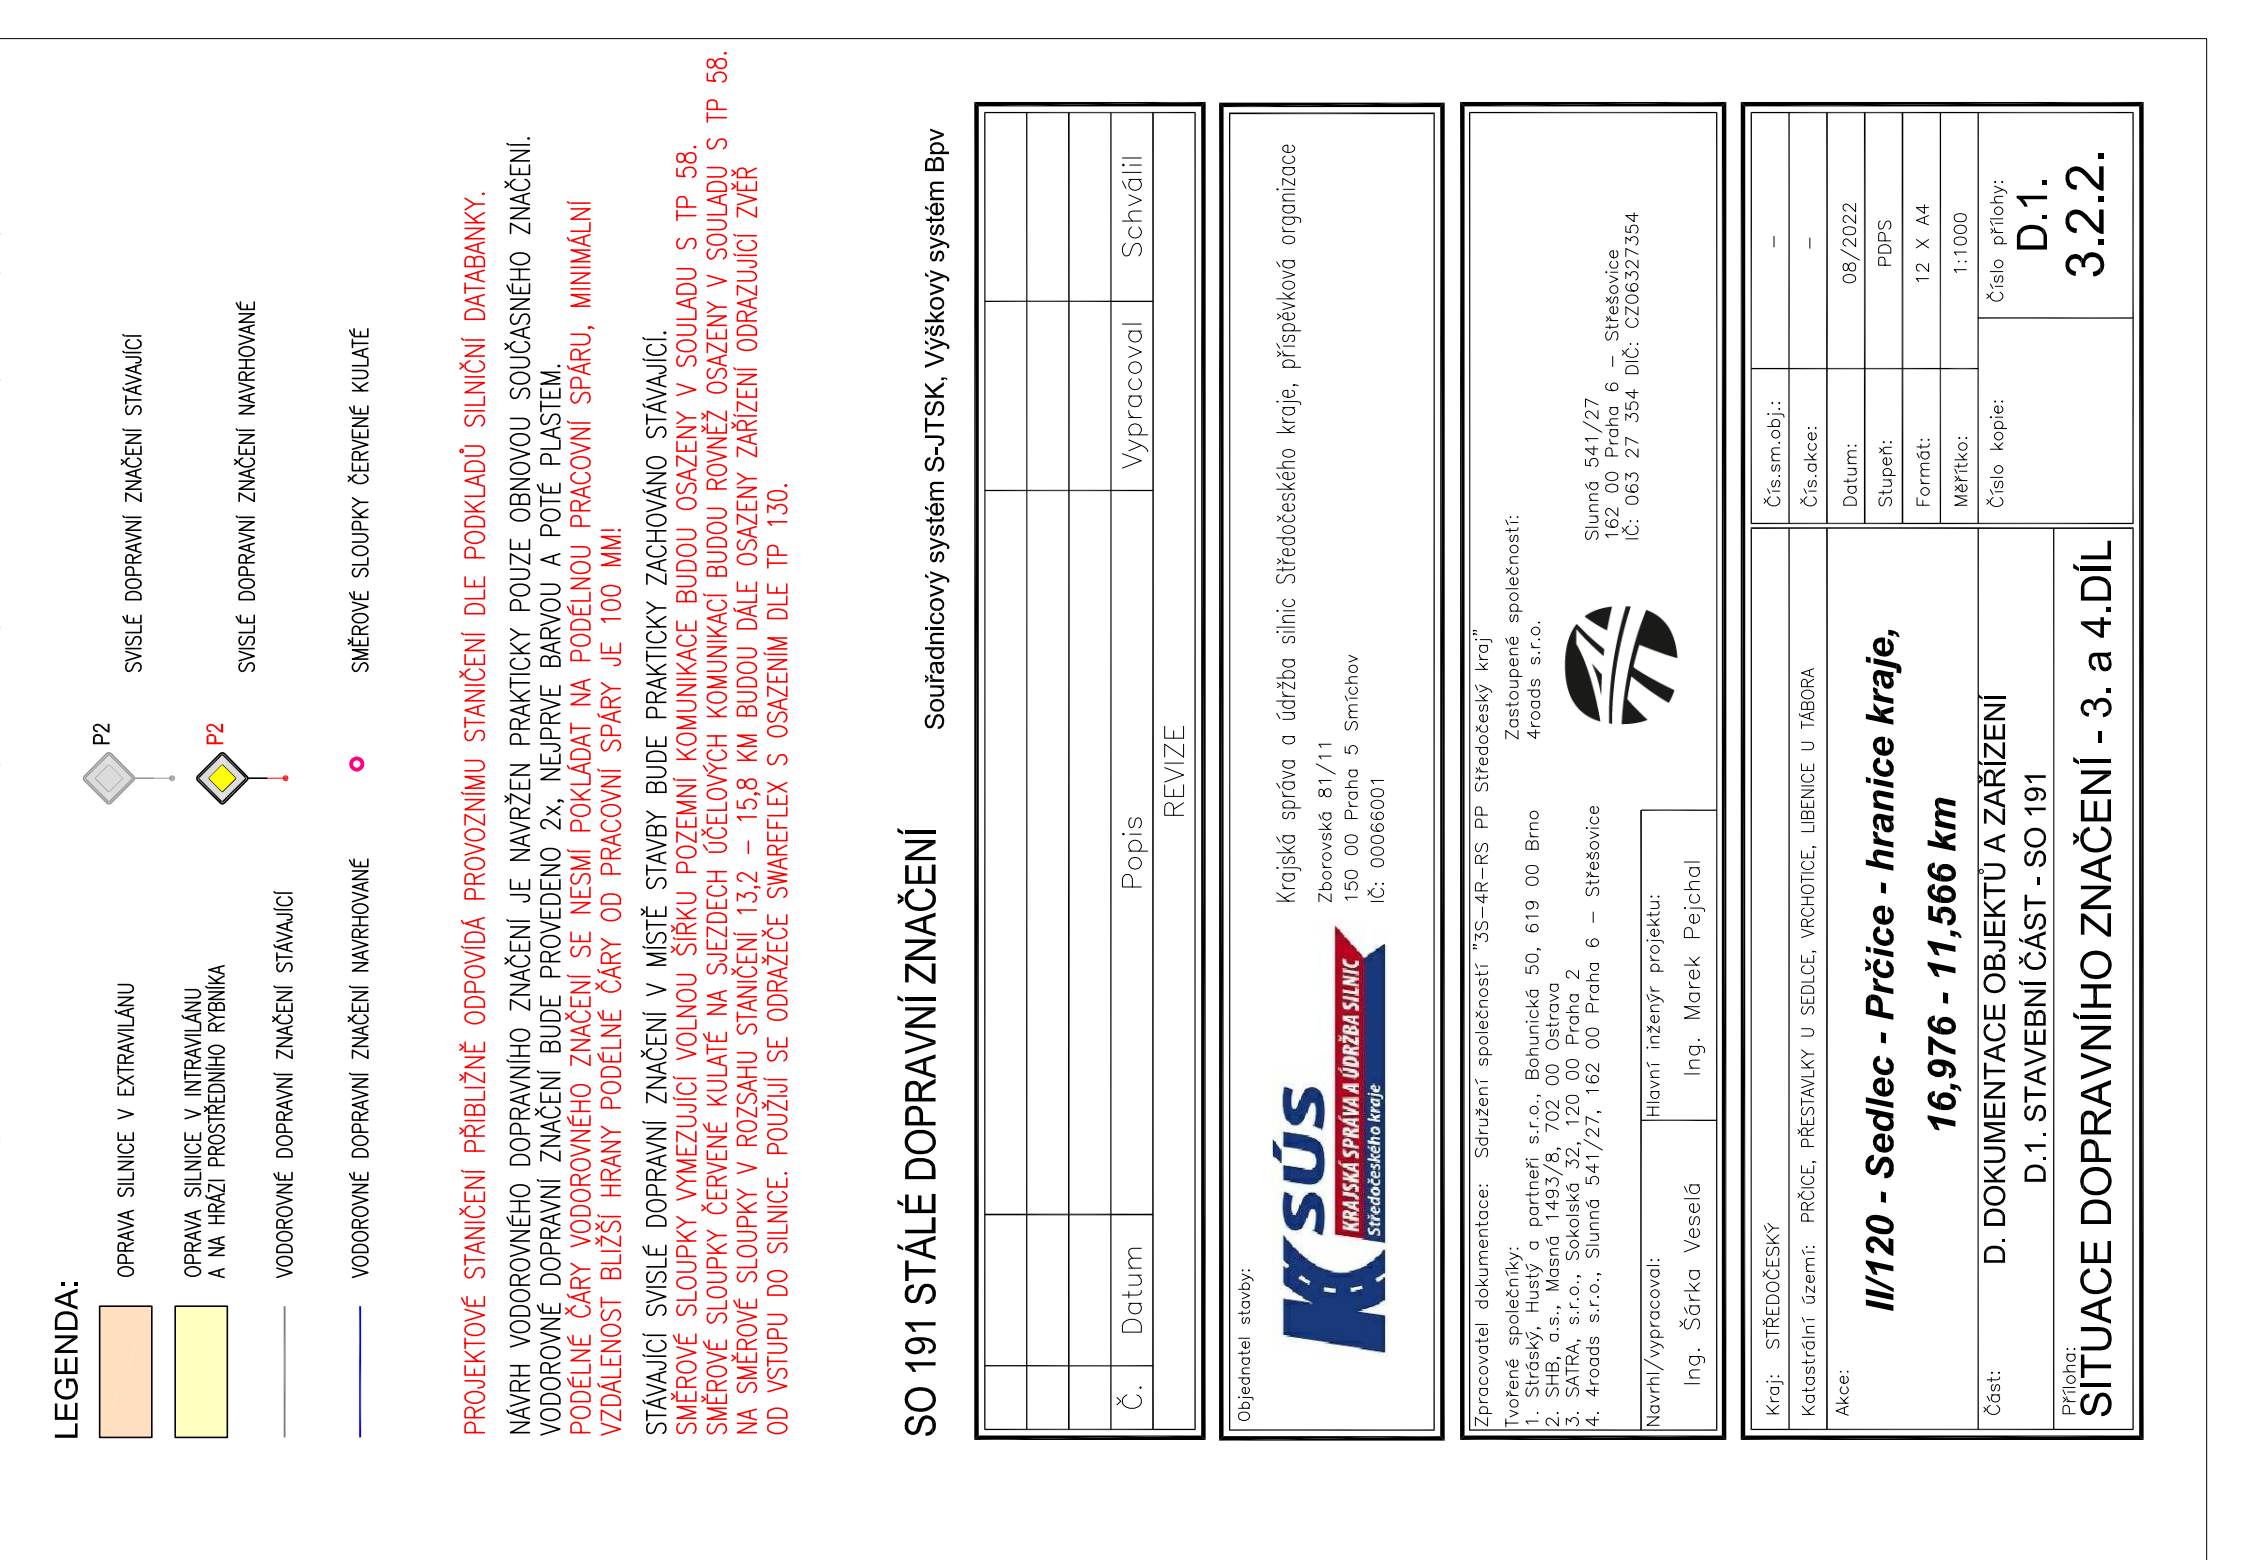 LEGENDA:
OPRAVA SILNICE V EXTRAVILÁNU
OPRAVA SILNICE V INTRAVILÁNU
A NA HRÁZI PROSTŘEDNÍHO RYBNÍKA
VODOROVNÉ DOPRAVNÍ ZNAČENÍ STÁVAJÍCÍ
VODOROVNÉ DOPRAVNÍ ZNAČENÍ NAVRHOVANÉ
P2
SVISLÉ DOPRAVNÍ ZNAČENÍ STÁVAJÍCÍ
P2
SVISLÉ DOPRAVNÍ ZNAČENÍ NAVRHOVANÉ
SMĚROVÉ SLOUPKY ČERVENÉ KULATÉ
PROJEKTOVÉ STANIČENÍ PŘIBLIŽNĚ ODPOVÍDÁ PROVOZNÍMU STANIČENÍ DLE PODKLADŮ SILNIČNÍ DATABANKY.
NÁVRH VODOROVNÉHO DOPRAVNÍHO ZNAČENÍ JE NAVRŽEN PRAKTICKY POUZE OBNOVOU SOUČASNÉHO ZNAČENÍ.
VODOROVNÉ DOPRAVNÍ ZNAČENÍ BUDE PROVEDENO 2x, NEJPRVE BARVOU A POTÉ PLASTEM.
PODÉLNÉ ČÁRY VODOROVNÉHO ZNAČENÍ SE NESMÍ POKLÁDAT NA PODÉLNOU PRACOVNÍ SPÁRU, MINIMÁLNÍ
VZDÁLENOST BLIŽŠÍ HRANY PODÉLNÉ ČÁRY OD PRACOVNÍ SPÁRY JE 100 MM!
STÁVAJÍCÍ SVISLÉ DOPRAVNÍ ZNAČENÍ V MÍSTĚ STAVBY BUDE PRAKTICKY ZACHOVÁNO STÁVAJÍCÍ.
SMĚROVÉ SLOUPKY VYMEZUJÍCÍ VOLNOU ŠÍŘKU POZEMNÍ KOMUNIKACE BUDOU OSAZENY V SOULADU S TP 58.
SMĚROVÉ SLOUPKY ČERVENÉ KULATÉ NA SJEZDECH ÚČELOVÝCH KOMUNIKACÍ BUDOU ROVNĚŽ OSAZENY V SOULADU S TP 58.
NA SMĚROVÉ SLOUPKY V ROZSAHU STANIČENÍ 13,2 – 15,8 KM BUDOU DÁLE OSAZENY ZAŘÍZENÍ ODRAZUJÍCÍ ZVĚŘ
OD VSTUPU DO SILNICE. POUŽIJÍ SE ODRAŽEČE SWAREFLEX S OSAZENÍM DLE TP 130.
SO 191 STÁLÉ DOPRAVNÍ ZNAČENÍ
Souřadnicový systém S-JTSK, Výškový systém Bpv
Č. Datum Popis Vypracoval Schválil
REVIZE
Objednatel stavby:
KSÚS
KRAJSKÁ SPRÁVA A ÚDRŽBA SILNIC
Středočeského kraje
Krajská správa a údržba silnic Středočeského kraje, příspěvková organizace
Zborovská 81/11
150 00 Praha 5 Smíchov
IČ: 00066001
Zpracovatel dokumentace: Sdružení společností "3S–4R–RS PP Středočeský kraj"
Tvořené společníky:
1. Stráský, Hustý a partneři s.r.o., Bohunická 50, 619 00 Brno
2. SHB, a.s., Masná 1493/8, 702 00 Ostrava
3. SATRA, s.r.o., Sokolská 32, 120 00 Praha 2
4. 4roads s.r.o., Slunná 541/27, 162 00 Praha 6 – Střešovice
Zastoupené společností:
4roads s.r.o.
Slunná 541/27
162 00 Praha 6 – Střešovice
IČ: 063 27 354 DIČ: CZ06327354
Navrhl/vypracoval:
Ing. Šárka Veselá
Hlavní inženýr projektu:
Ing. Marek Pejchal
Kraj: STŘEDOČESKÝ
Katastrální území: PRČICE, PŘESTAVLKY U SEDLCE, VRCHOTICE, LIBENICE U TÁBORA
Akce:
II/120 - Sedlec - Prčice - hranice kraje,
16,976 - 11,566 km
Část:
D. DOKUMENTACE OBJEKTŮ A ZAŘÍZENÍ
D.1. STAVEBNÍ ČÁST - SO 191
Příloha:
SITUACE DOPRAVNÍHO ZNAČENÍ - 3. a 4.DÍL
Čís.sm.obj.: –
Čís.akce: –
Datum: 08/2022
Stupeň: PDPS
Formát: 12 X A4
Měřítko: 1:1000
Číslo kopie:
Číslo přílohy:
D.1.
3.2.2.